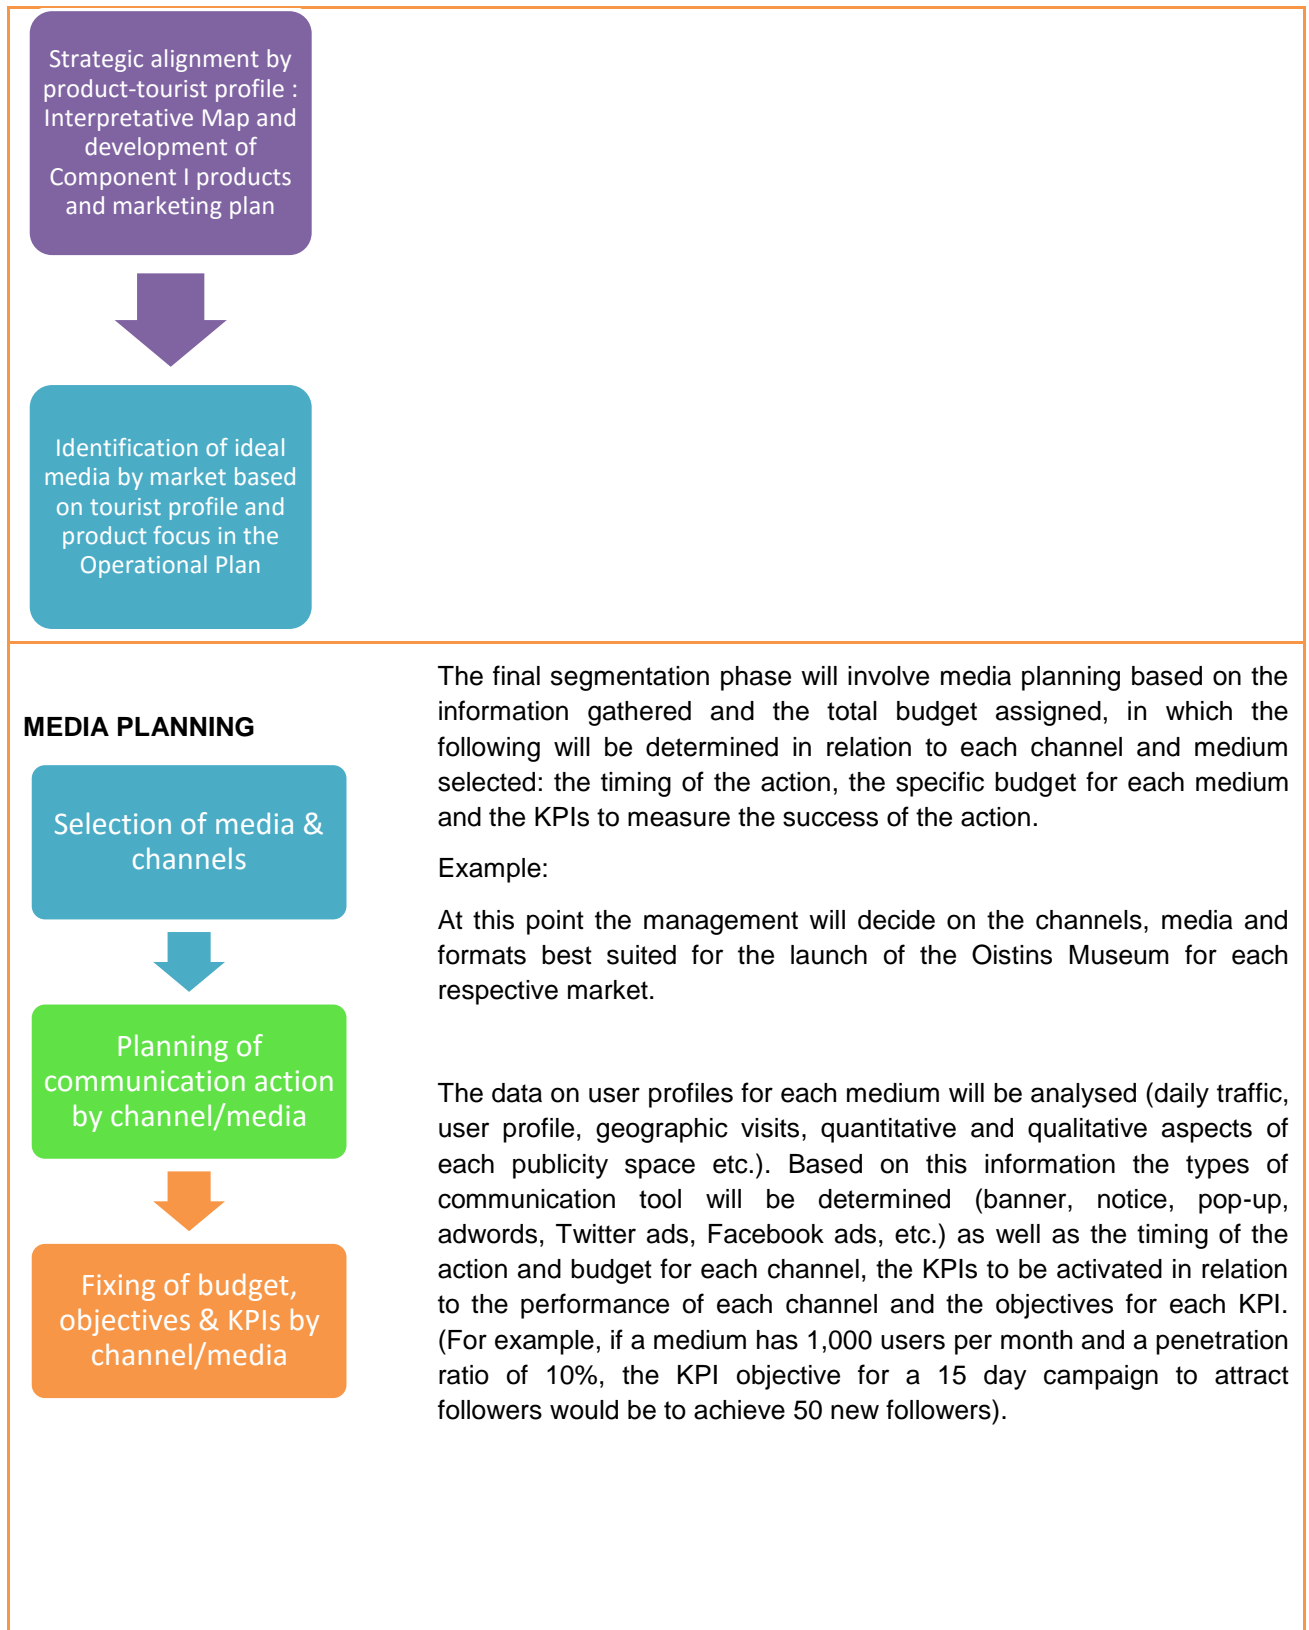 Strategic alignment by
product-tourist profile :
Interpretative Map and
development of
Component I products
and marketing plan
Identification of ideal
media by market based
on tourist profile and
product focus in the
Operational Plan
MEDIA PLANNING
Selection of media &
channels
Planning of
communication action
by channel/media
Fixing of budget,
objectives & KPIs by
channel/media
The final segmentation phase will involve media planning based on the
information gathered and the total budget assigned, in which the
following will be determined in relation to each channel and medium
selected: the timing of the action, the specific budget for each medium
and the KPIs to measure the success of the action.
Example:
At this point the management will decide on the channels, media and
formats best suited for the launch of the Oistins Museum for each
respective market.
The data on user profiles for each medium will be analysed (daily traffic,
user profile, geographic visits, quantitative and qualitative aspects of
each publicity space etc.). Based on this information the types of
communication tool will be determined (banner, notice, pop-up,
adwords, Twitter ads, Facebook ads, etc.) as well as the timing of the
action and budget for each channel, the KPIs to be activated in relation
to the performance of each channel and the objectives for each KPI.
(For example, if a medium has 1,000 users per month and a penetration
ratio of 10%, the KPI objective for a 15 day campaign to attract
followers would be to achieve 50 new followers).